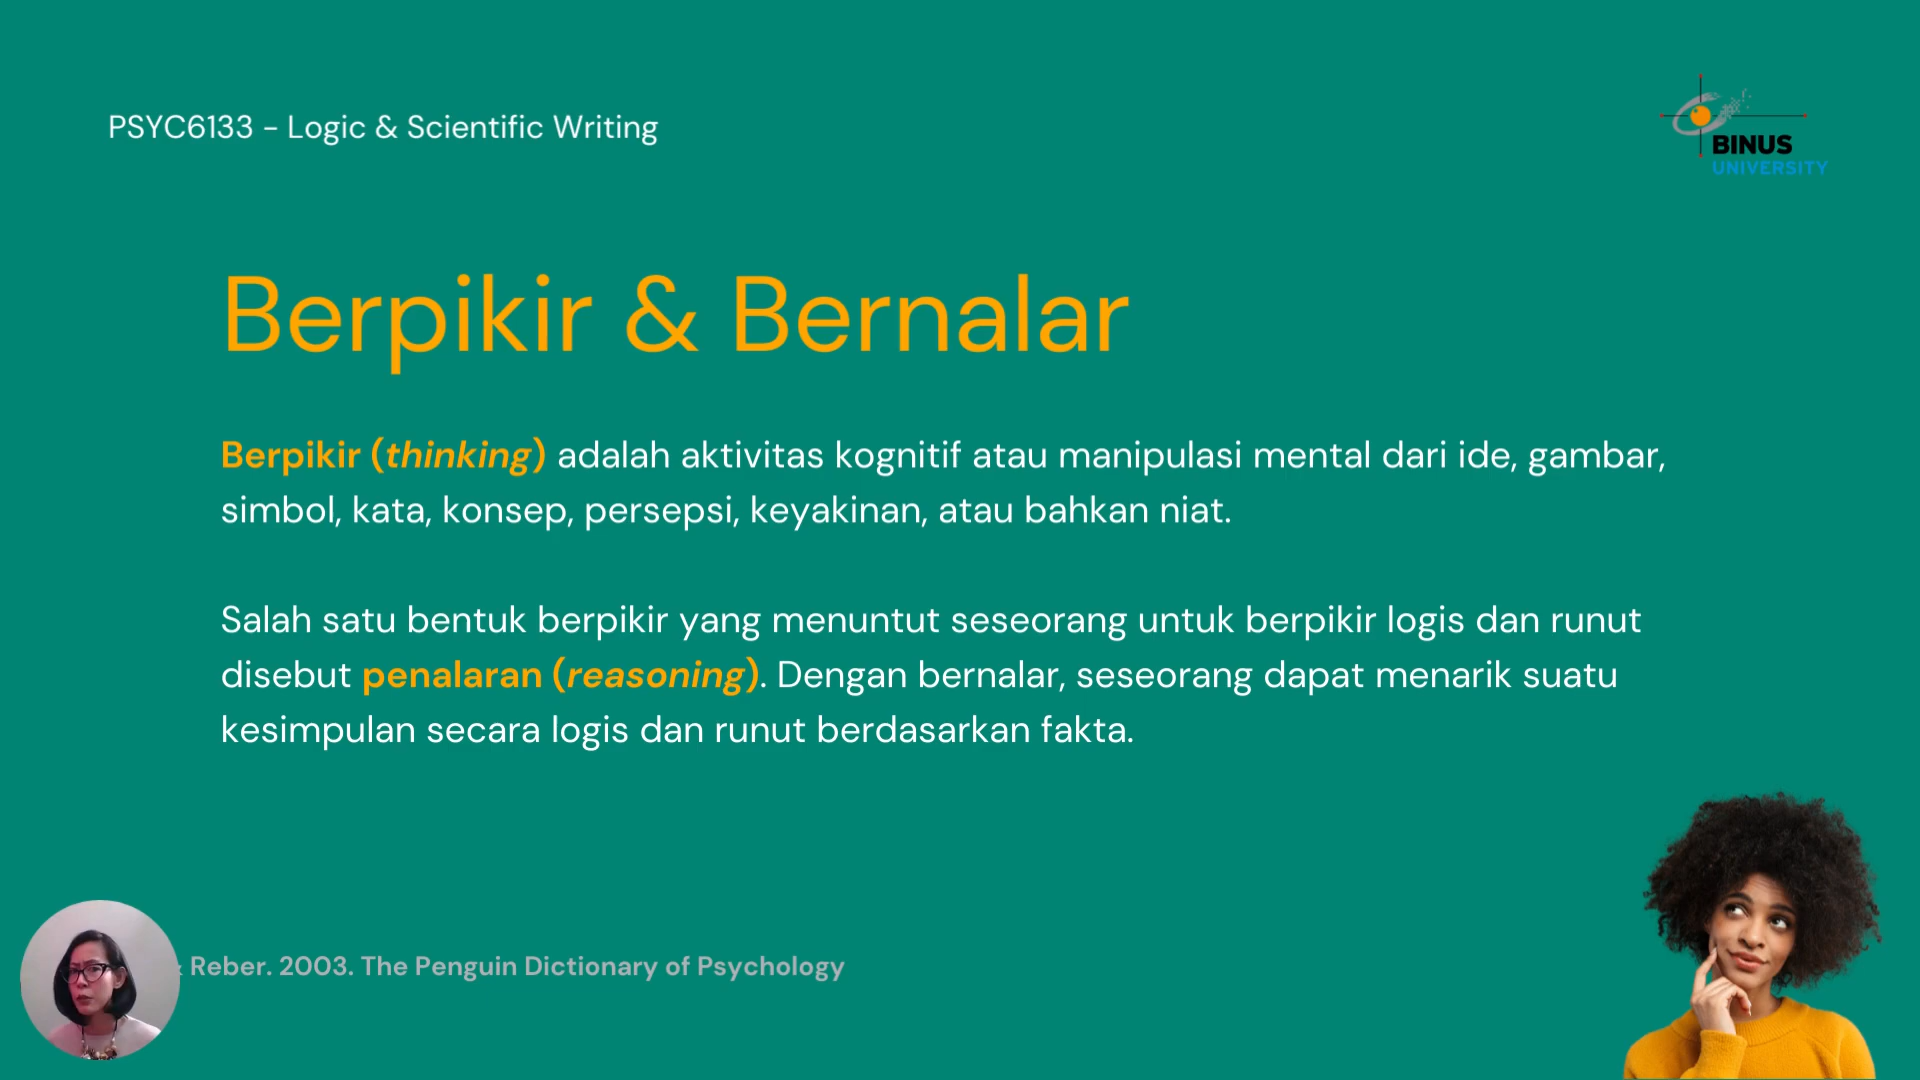 PSYC6133 - Logic & Scientific Writing
BINUS
UNIVERSITY
Berpikir & Bernalar
Berpikir (thinking) adalah aktivitas kognitif atau manipulasi mental dari ide, gambar,
simbol, kata, konsep, persepsi, keyakinan, atau bahkan niat.
Salah satu bentuk berpikir yang menuntut seseorang untuk berpikir logis dan runut
disebut penalaran (reasoning). Dengan bernalar, seseorang dapat menarik suatu
kesimpulan secara logis dan runut berdasarkan fakta.
Reber. 2003. The Penguin Dictionary of Psychology